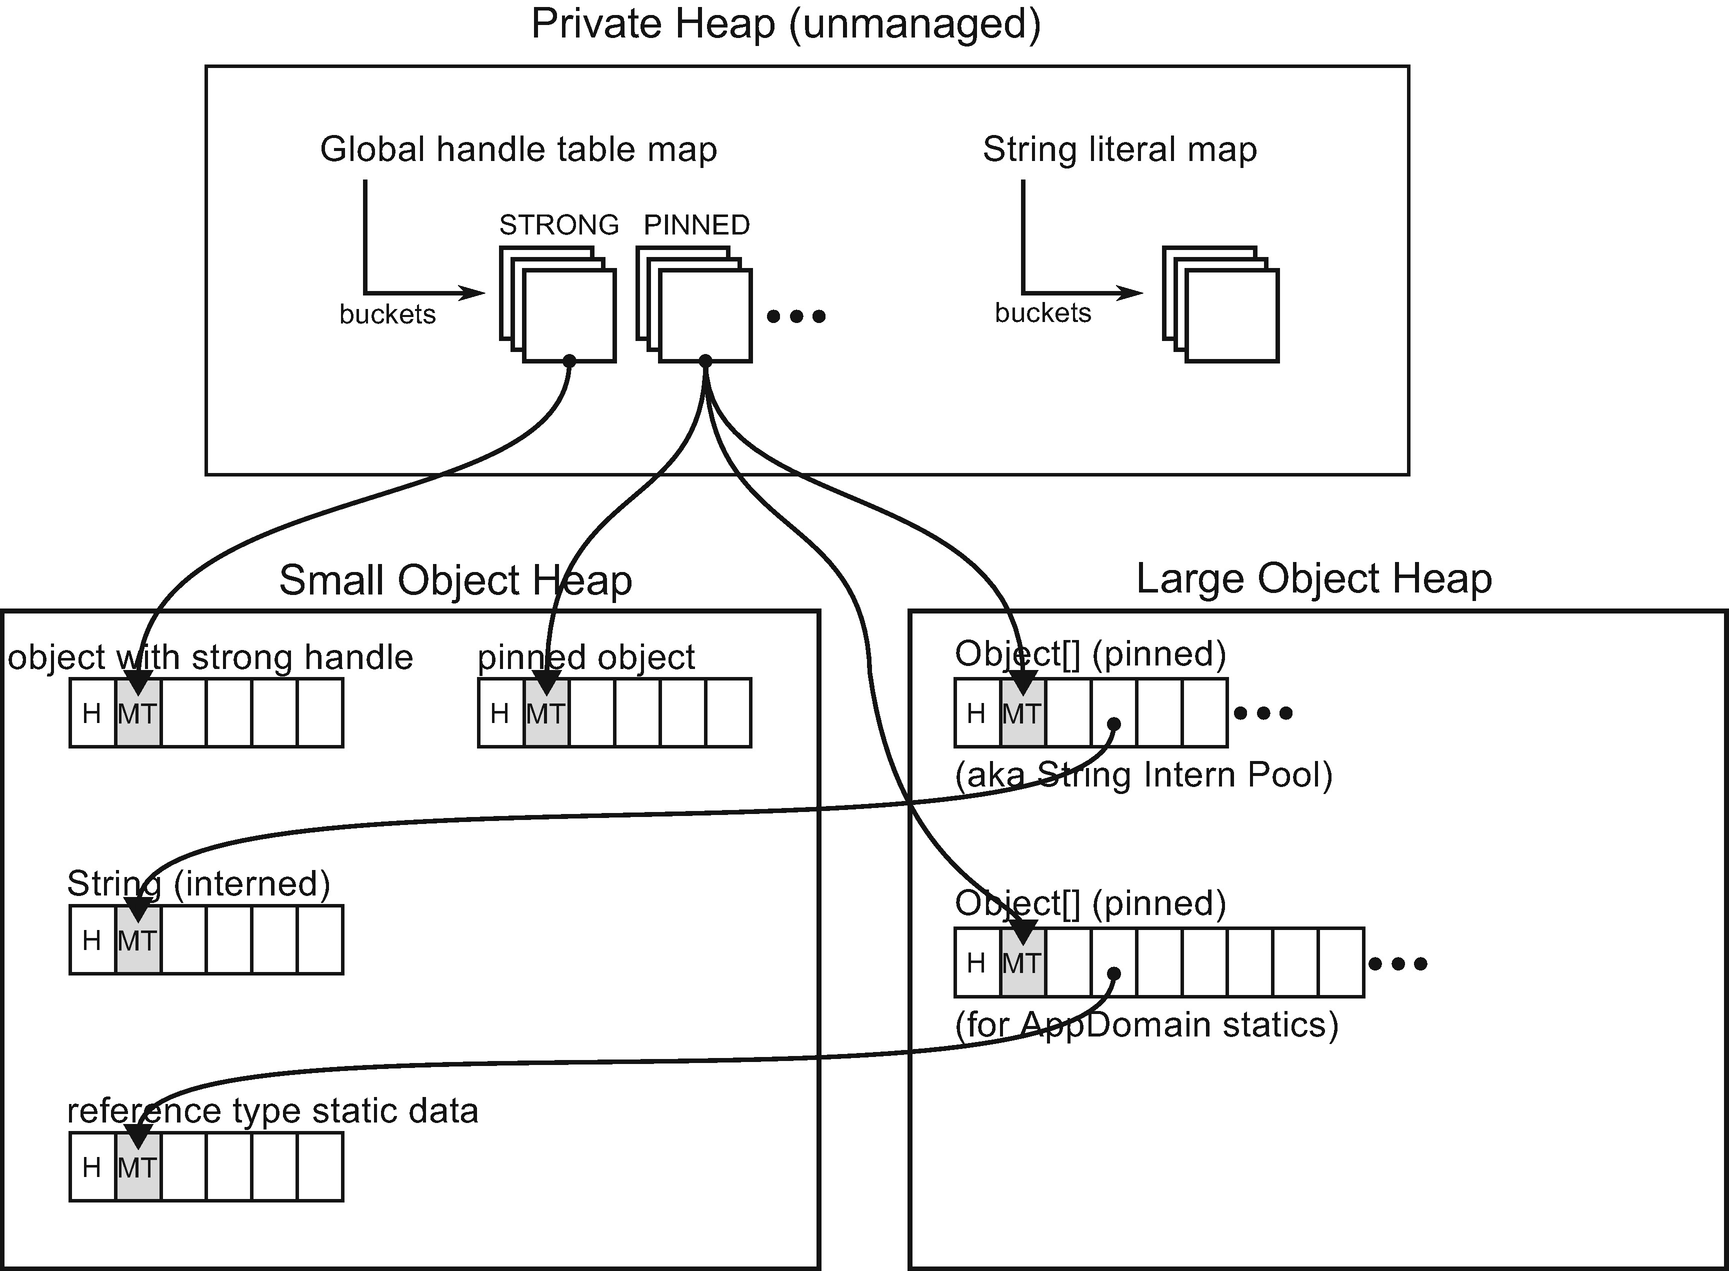 Private Heap (unmanaged)
Global handle table map
String literal map
STRONG
PINNED
buckets
buckets
Small Object Heap
Large Object Heap
object with strong handle
pinned object
Object[] (pinned)
H MT
H MT
H MT
(aka String Intern Pool)
String (interned)
H MT
Object[] (pinned)
H MT
(for AppDomain statics)
reference type static data
H MT